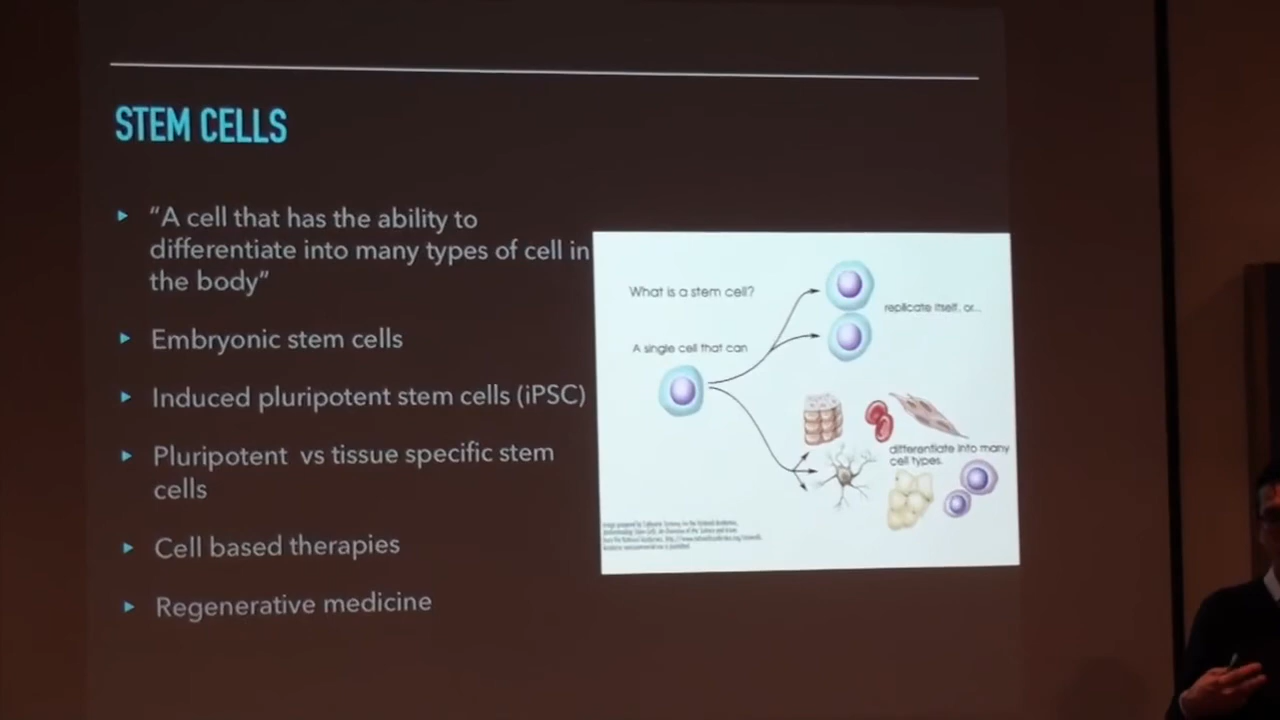 STEM CELLS
“A cell that has the ability to
differentiate into many types of cell in
the body”
Embryonic stem cells
Induced pluripotent stem cells (iPSC)
Pluripotent vs tissue specific stem
cells
Cell based therapies
Regenerative medicine
What is a stem cell?
replicate itself, or...
A single cell that can
differentiate into many
cell types.